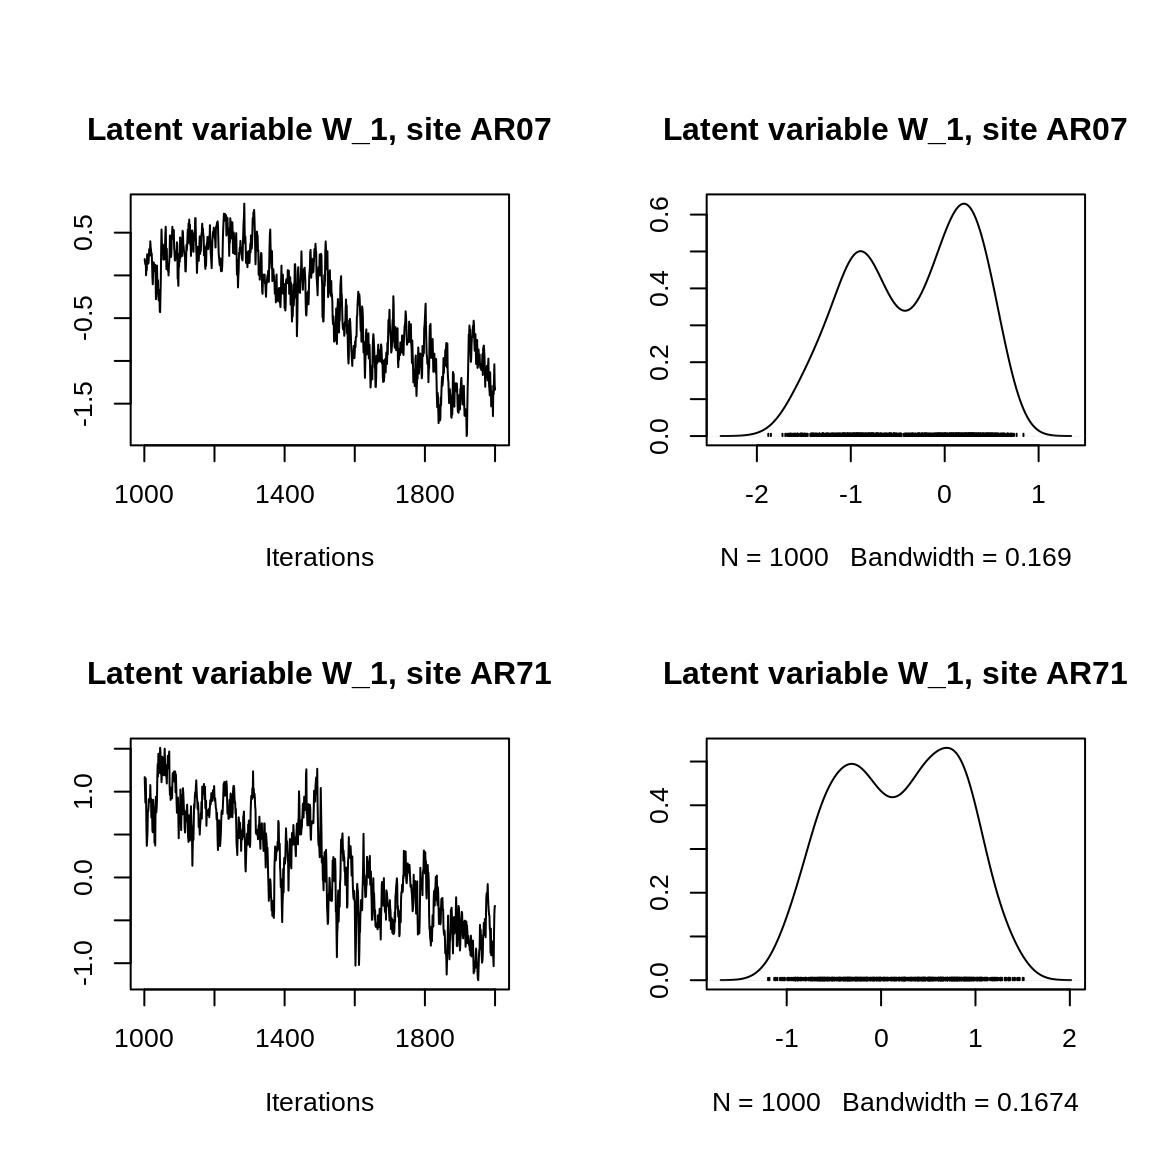 Latent variable W_1, site AR07
0.5
-0.5
-1.5
1000 1400 1800
Iterations
Latent variable W_1, site AR07
0.6
0.4
0.2
0.0
-2 -1 0 1
N = 1000 Bandwidth = 0.169
Latent variable W_1, site AR71
1.0
0.0
-1.0
1000 1400 1800
Iterations
Latent variable W_1, site AR71
0.4
0.2
0.0
-1 0 1 2
N = 1000 Bandwidth = 0.1674